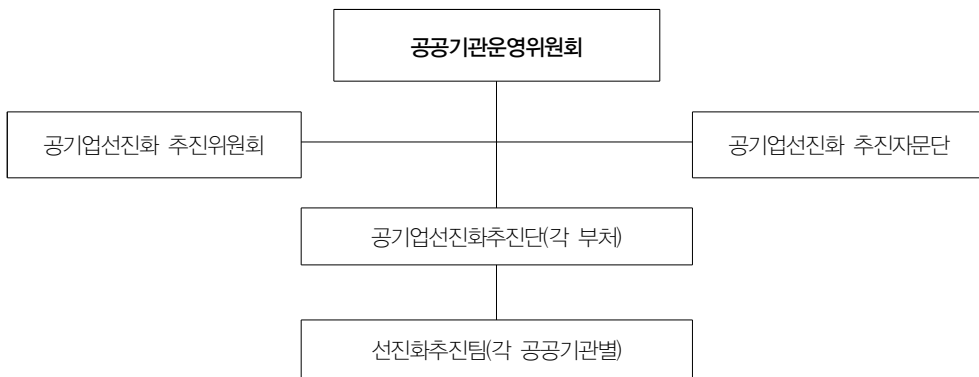 공공기관운영위원회
공기업선진화 추진위원회
공기업선진화 추진자문단
공기업선진화추진단(각 부처)
선진화추진팀(각 공공기관별)